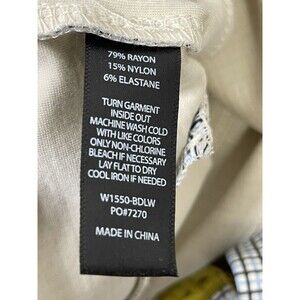 79% RAYON
15% NYLON
6% ELASTANE
TURN GARMENT
INSIDE OUT
MACHINE WASH COLD
WITH LIKE COLORS
ONLY NON-CHLORINE
BLEACH IF NECESSARY
LAY FLAT TO DRY
COOL IRON IF NEEDED
W1550-BDLW
PO#7270
MADE IN CHINA